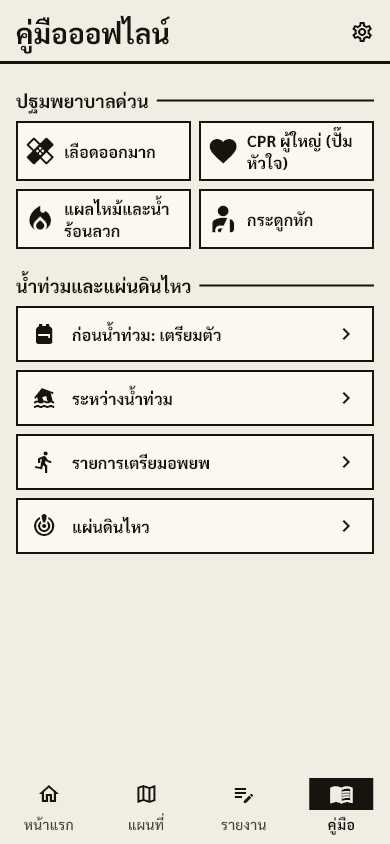 คู่มือออฟไลน์
ปฐมพยาบาลด่วน
เลือดออกมาก
CPR ผู้ใหญ่ (ปั๊ม
หัวใจ)
แผลไหม้และน้ำ
ร้อนลวก
กระดูกหัก
น้ำท่วมและแผ่นดินไหว
ก่อนน้ำท่วม: เตรียมตัว
ระหว่างน้ำท่วม
รายการเตรียมอพยพ
แผ่นดินไหว
หน้าแรก
แผนที่
รายงาน
คู่มือ